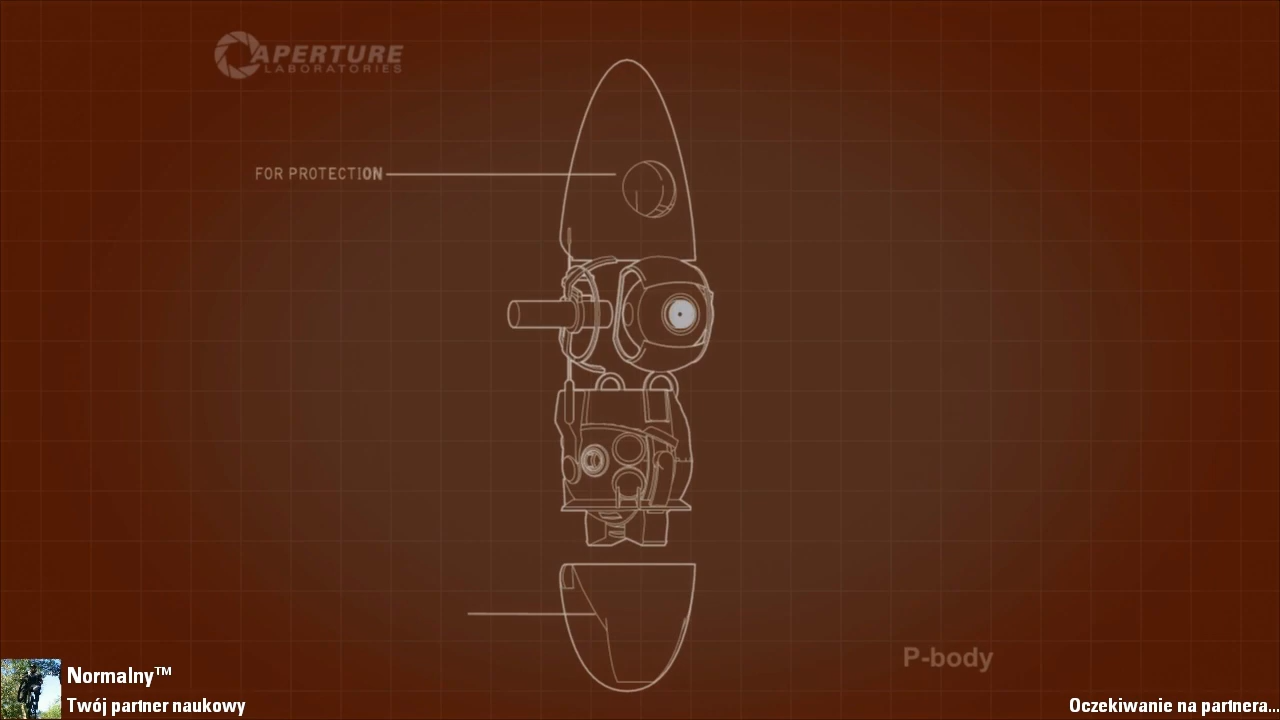 APERTURE
LABORATORIES
FOR PROTECTION
P-body
Normalny™
Twój partner naukowy
Oczekiwanie na partnera...